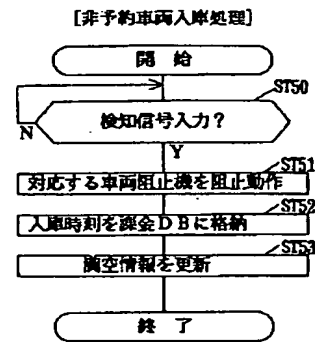 [非予約車両入庫処理]
開始
ST50
検知信号入力?
N
Y
ST51
対応する車両阻止機を阻止動作
ST52
入庫時刻を課金DBに格納
ST53
満空情報を更新
終了